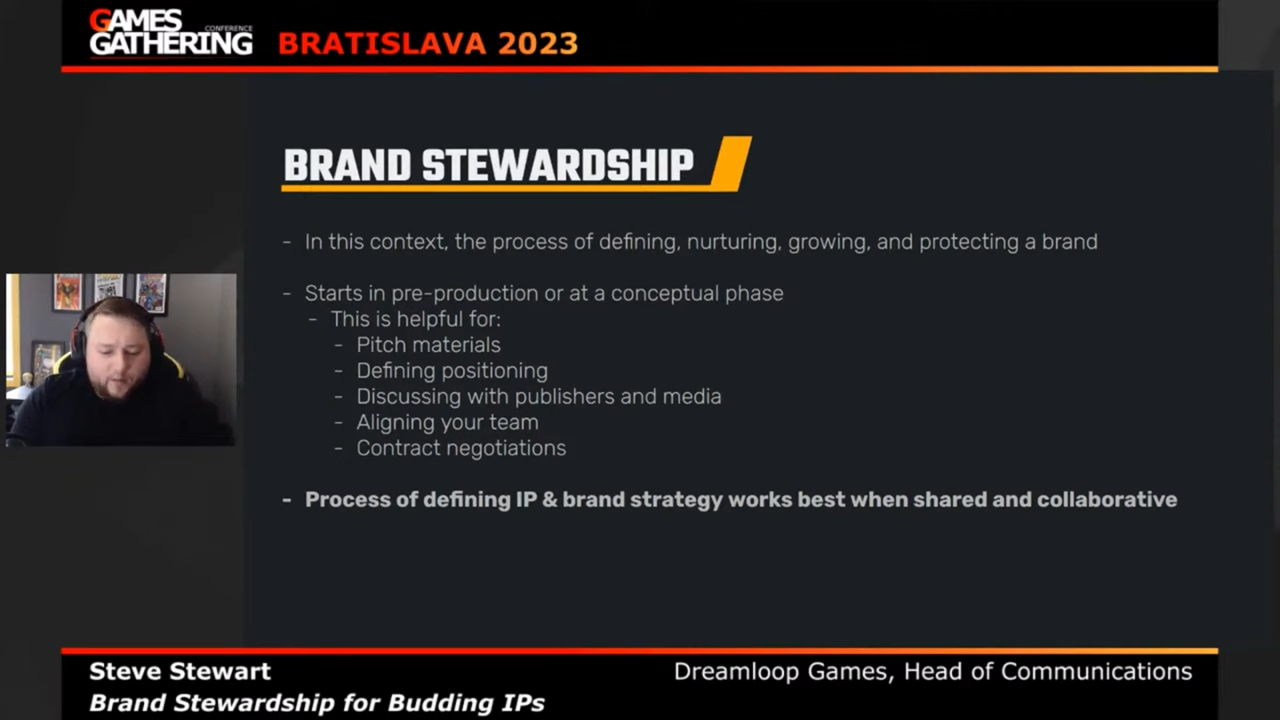 GAMES
CONFERENCE
GATHERING
BRATISLAVA 2023
BRAND STEWARDSHIP
- In this context, the process of defining, nurturing, growing, and protecting a brand
- Starts in pre-production or at a conceptual phase
- This is helpful for:
- Pitch materials
- Defining positioning
- Discussing with publishers and media
- Aligning your team
- Contract negotiations
- Process of defining IP & brand strategy works best when shared and collaborative
Steve Stewart
Dreamloop Games, Head of Communications
Brand Stewardship for Budding IPs